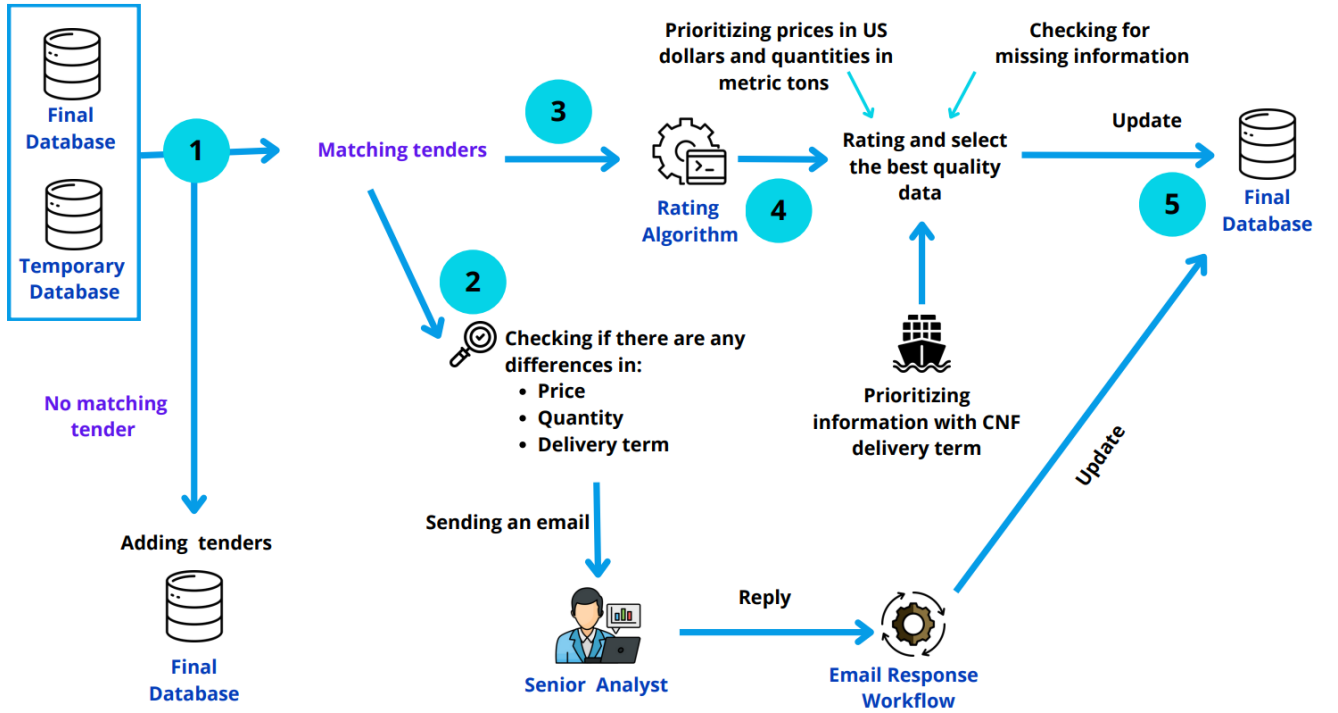 Final
Database
Temporary
Database
1
Matching tenders
No matching
tender
Adding tenders
Final
Database
2
Checking if there are any
differences in:
• Price
• Quantity
• Delivery term
Sending an email
Senior Analyst
Reply
Email Response
Workflow
Update
3
Rating
Algorithm
4
Prioritizing prices in US
dollars and quantities in
metric tons
Checking for
missing information
Rating and select
the best quality
data
Prioritizing
information with CNF
delivery term
Update
5
Final
Database